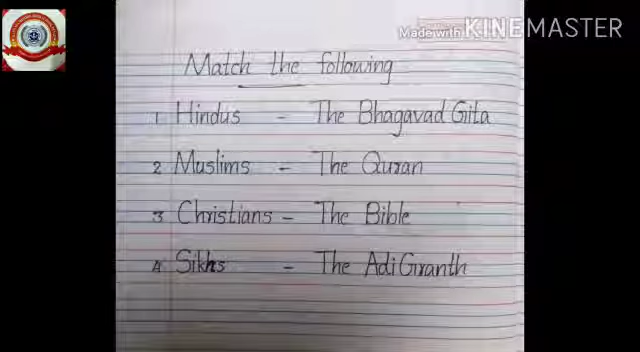 Made with KINEMASTER
Match the following
1 Hindus - The Bhagavad Gita
2 Muslims - The Quran
3 Christians - The Bible
4 Sikhs - The Adi Granth